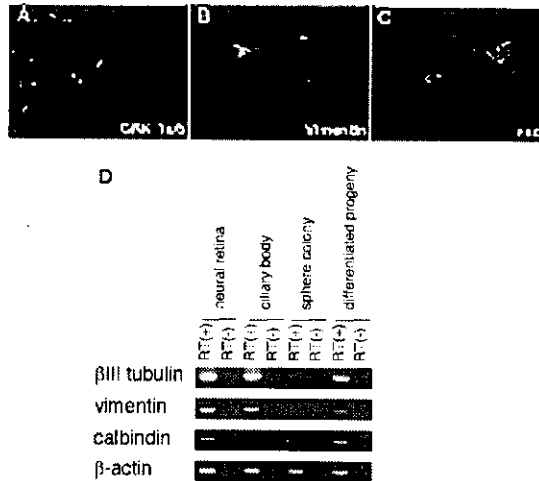 A
B
C
Vimentin
D
neural retina
ciliary body
sphere colony
differentiated progeny
RT(+) RT(-) RT(+) RT(-) RT(+) RT(-) RT(+) RT(-)
βIII tubulin
vimentin
calbindin
β-actin